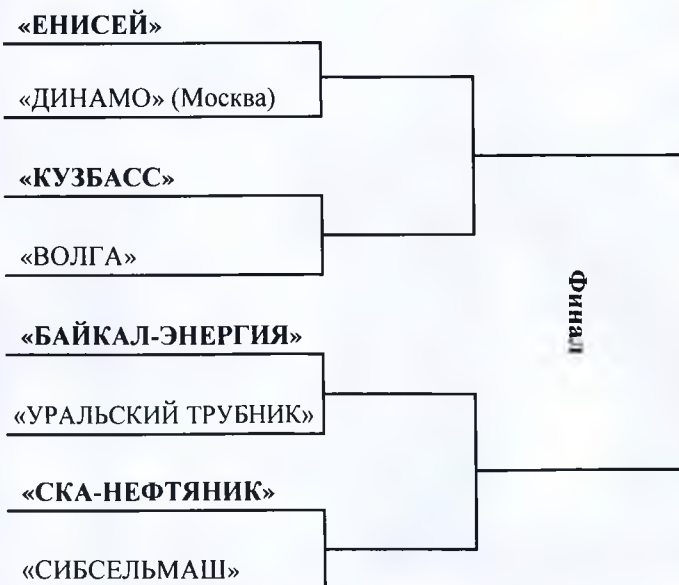 «ЕНИСЕЙ»
«ДИНАМО» (Москва)
«КУЗБАСС»
«ВОЛГА»
Финал
«БАЙКАЛ-ЭНЕРГИЯ»
«УРАЛЬСКИЙ ТРУБНИК»
«СКА-НЕФТЯНИК»
«СИБСЕЛЬМАШ»